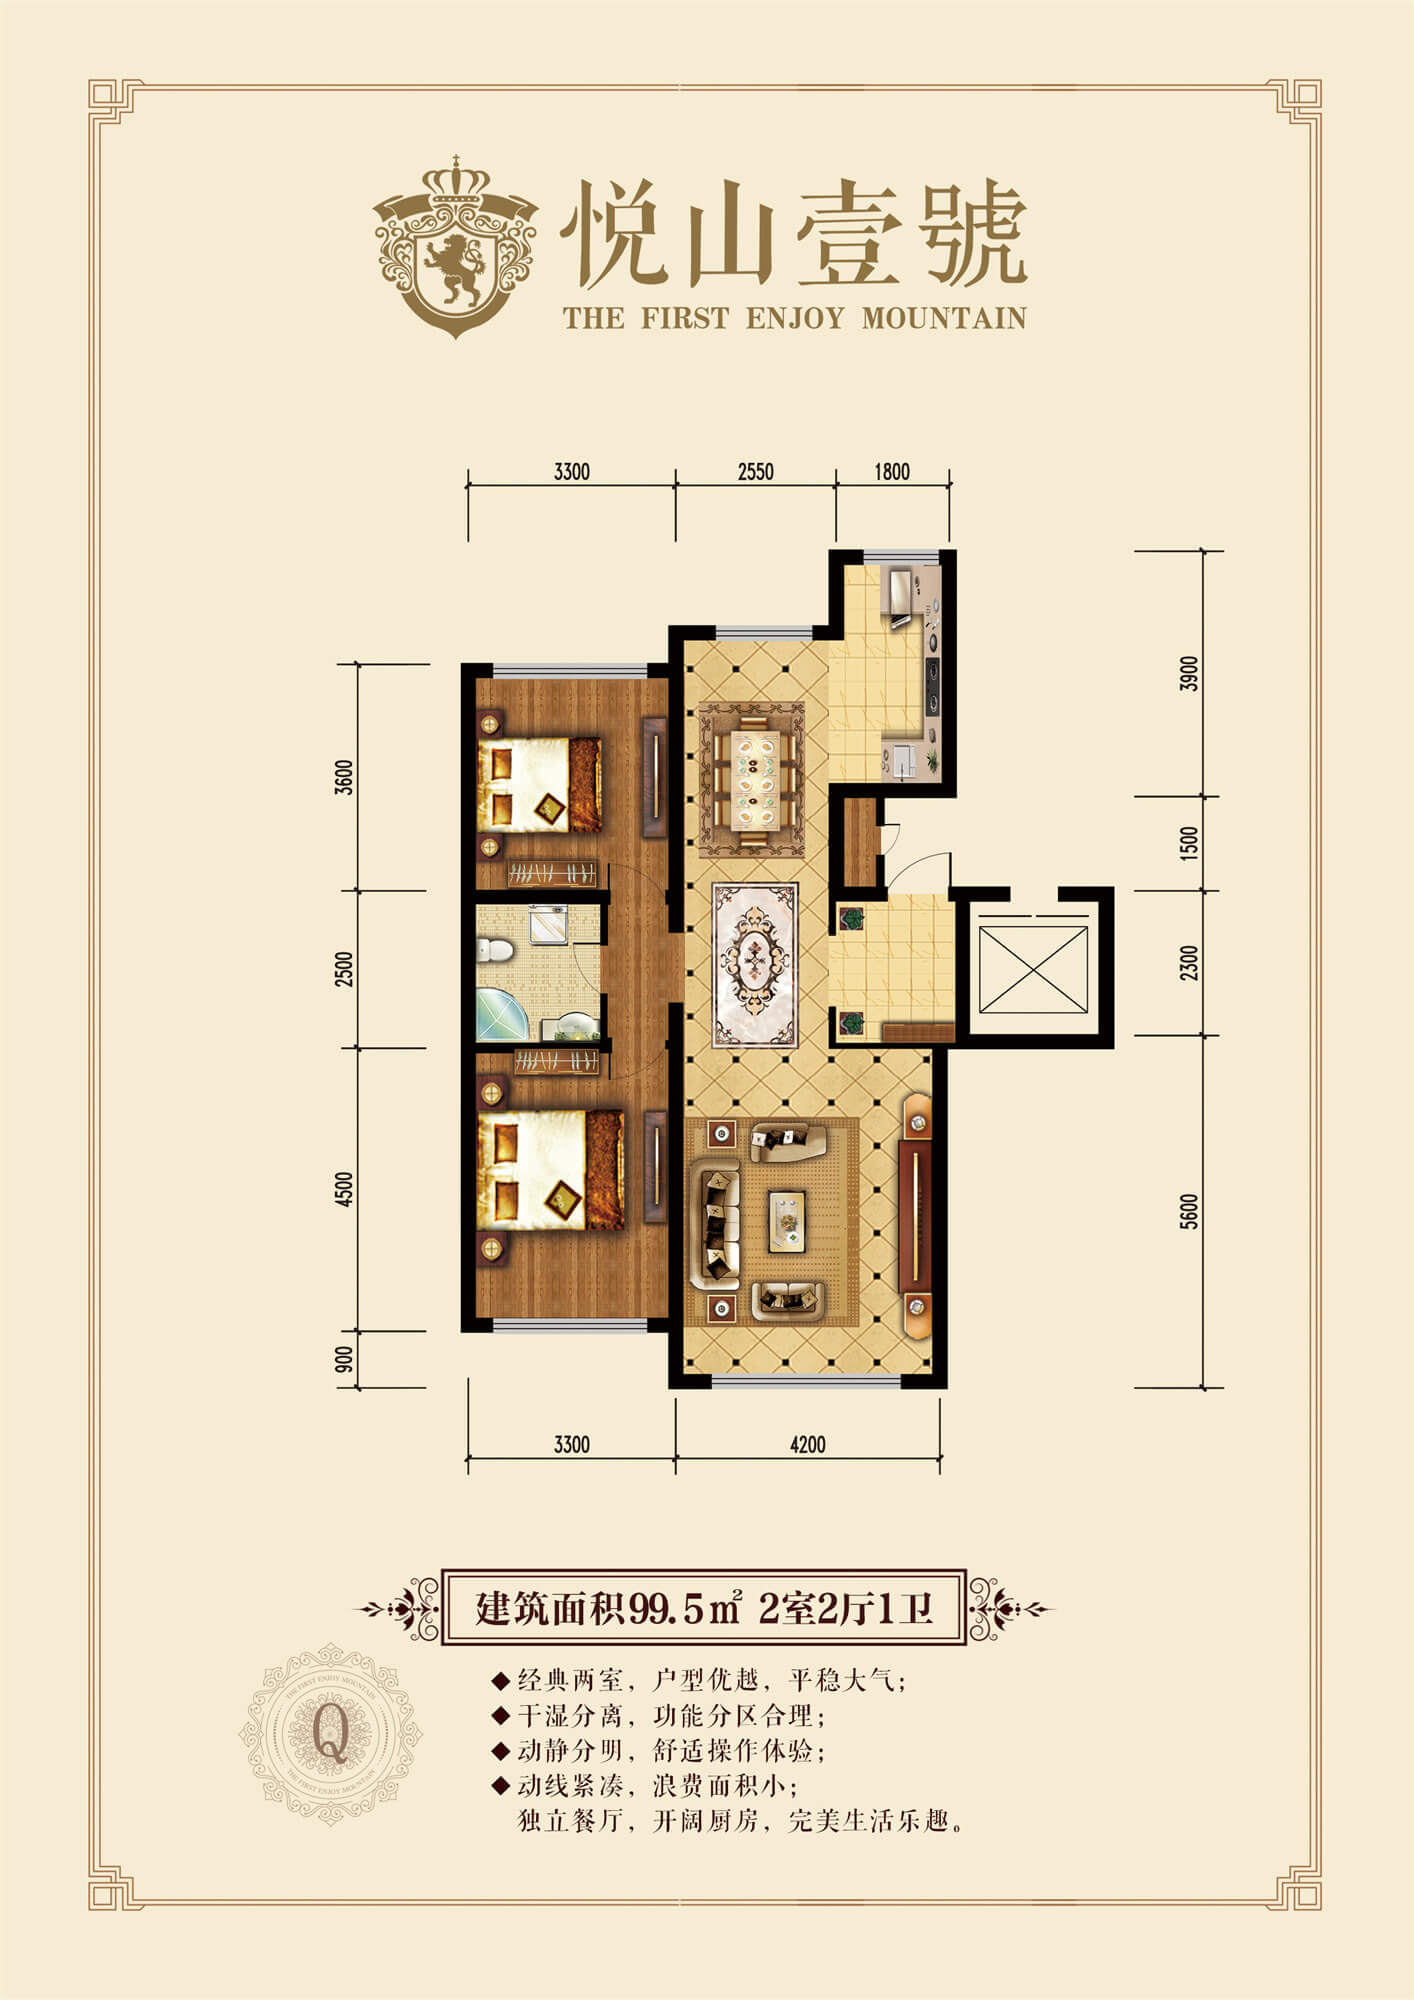 悦山壹號
THE FIRST ENJOY MOUNTAIN
3300 2550 1800
3900
3600
1500
2500
2300
4500
5600
900
3300 4200
建筑面积99.5㎡ 2室2厅1卫
◆经典两室，户型优越，平稳大气；
◆干湿分离，功能分区合理；
◆动静分明，舒适操作体验；
◆动线紧凑，浪费面积小；
独立餐厅，开阔厨房，完美生活乐趣。
THE FIRST ENJOY MOUNTAIN
Q
THE FIRST ENJOY MOUNTAIN